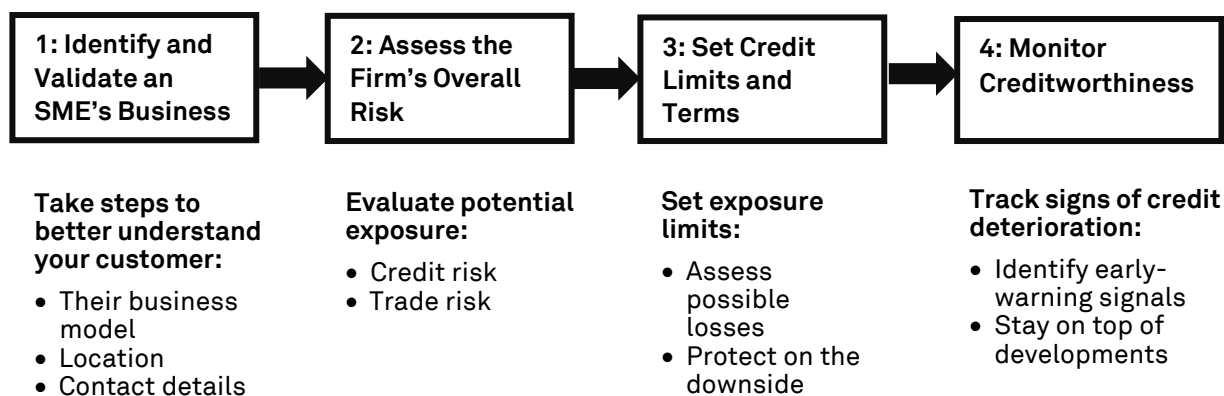 1: Identify and
Validate an
SME's Business
2: Assess the
Firm's Overall
Risk
3: Set Credit
Limits and
Terms
4: Monitor
Creditworthiness
Take steps to
better understand
your customer:
• Their business
model
• Location
• Contact details
Evaluate potential
exposure:
• Credit risk
• Trade risk
Set exposure
limits:
• Assess
possible
losses
• Protect on the
downside
Track signs of credit
deterioration:
• Identify early-
warning signals
• Stay on top of
developments